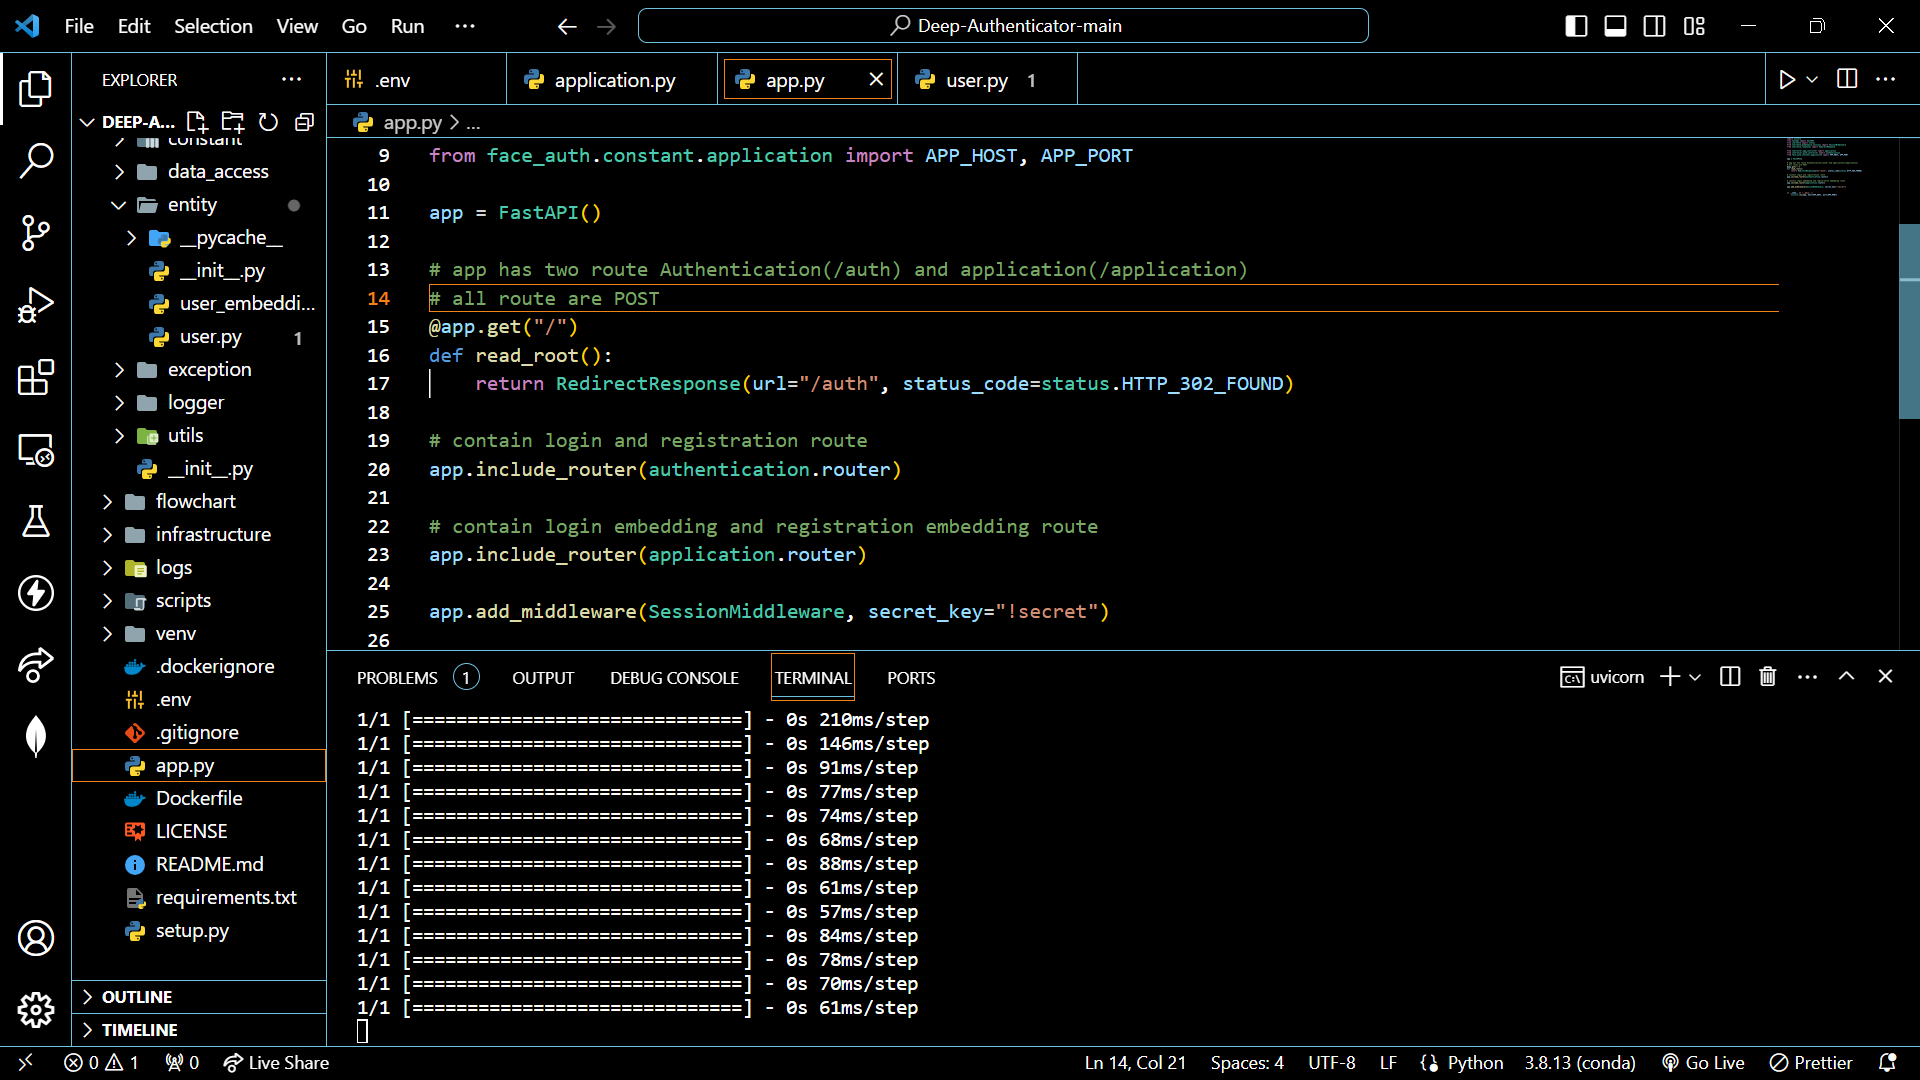 File Edit Selection View Go Run ··· Deep-Authenticator-main
EXPLORER ···
.env application.py app.py user.py 1
DEEP-A...
app.py > ...
constant
data_access
entity
__pycache__
__init__.py
user_embeddi...
user.py 1
exception
logger
utils
__init__.py
flowchart
infrastructure
logs
scripts
venv
.dockerignore
.env
.gitignore
app.py
Dockerfile
LICENSE
README.md
requirements.txt
setup.py
OUTLINE
TIMELINE
9 from face_auth.constant.application import APP_HOST, APP_PORT
10
11 app = FastAPI()
12
13 # app has two route Authentication(/auth) and application(/application)
14 # all route are POST
15 @app.get("/")
16 def read_root():
17     return RedirectResponse(url="/auth", status_code=status.HTTP_302_FOUND)
18
19 # contain login and registration route
20 app.include_router(authentication.router)
21
22 # contain login embedding and registration embedding route
23 app.include_router(application.router)
24
25 app.add_middleware(SessionMiddleware, secret_key="!secret")
26
PROBLEMS 1 OUTPUT DEBUG CONSOLE TERMINAL PORTS uvicorn
1/1 [==============================] - 0s 210ms/step
1/1 [==============================] - 0s 146ms/step
1/1 [==============================] - 0s 91ms/step
1/1 [==============================] - 0s 77ms/step
1/1 [==============================] - 0s 74ms/step
1/1 [==============================] - 0s 68ms/step
1/1 [==============================] - 0s 88ms/step
1/1 [==============================] - 0s 61ms/step
1/1 [==============================] - 0s 57ms/step
1/1 [==============================] - 0s 84ms/step
1/1 [==============================] - 0s 78ms/step
1/1 [==============================] - 0s 70ms/step
1/1 [==============================] - 0s 61ms/step
0 1 0 Live Share Ln 14, Col 21 Spaces: 4 UTF-8 LF Python 3.8.13 (conda) Go Live Prettier